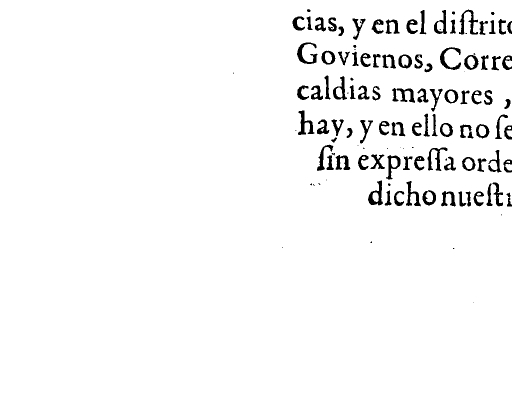 cias, y en el diſtrito
Goviernos, Corre
caldias mayores ,
hay, y en ello no ſe
ſin expreſſa orde
dicho nueſtr